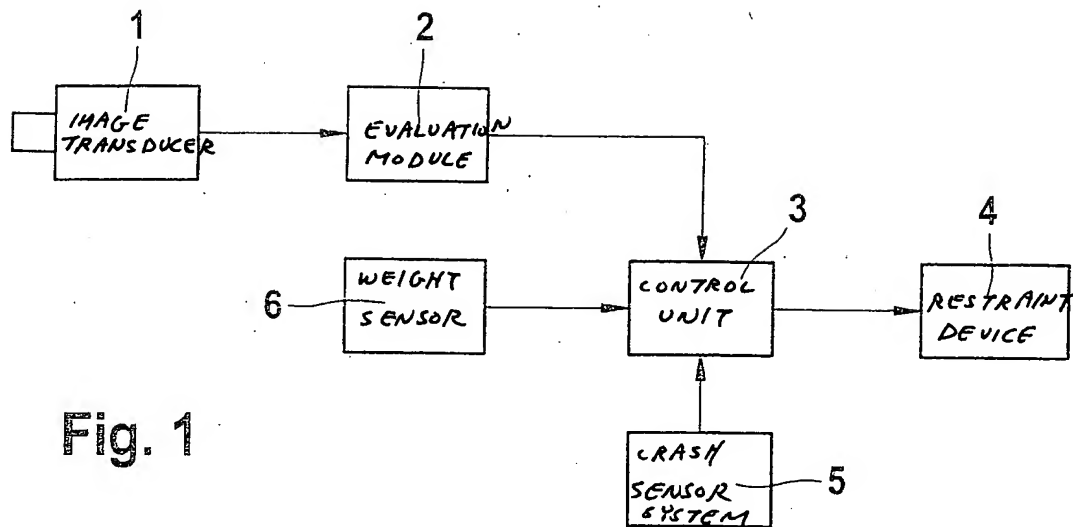 1
2
IMAGE
TRANSDUCER
EVALUATION
MODULE
3
4
WEIGHT
SENSOR
6
CONTROL
UNIT
RESTRAINT
DEVICE
Fig. 1
CRASH
SENSOR
SYSTEM
5